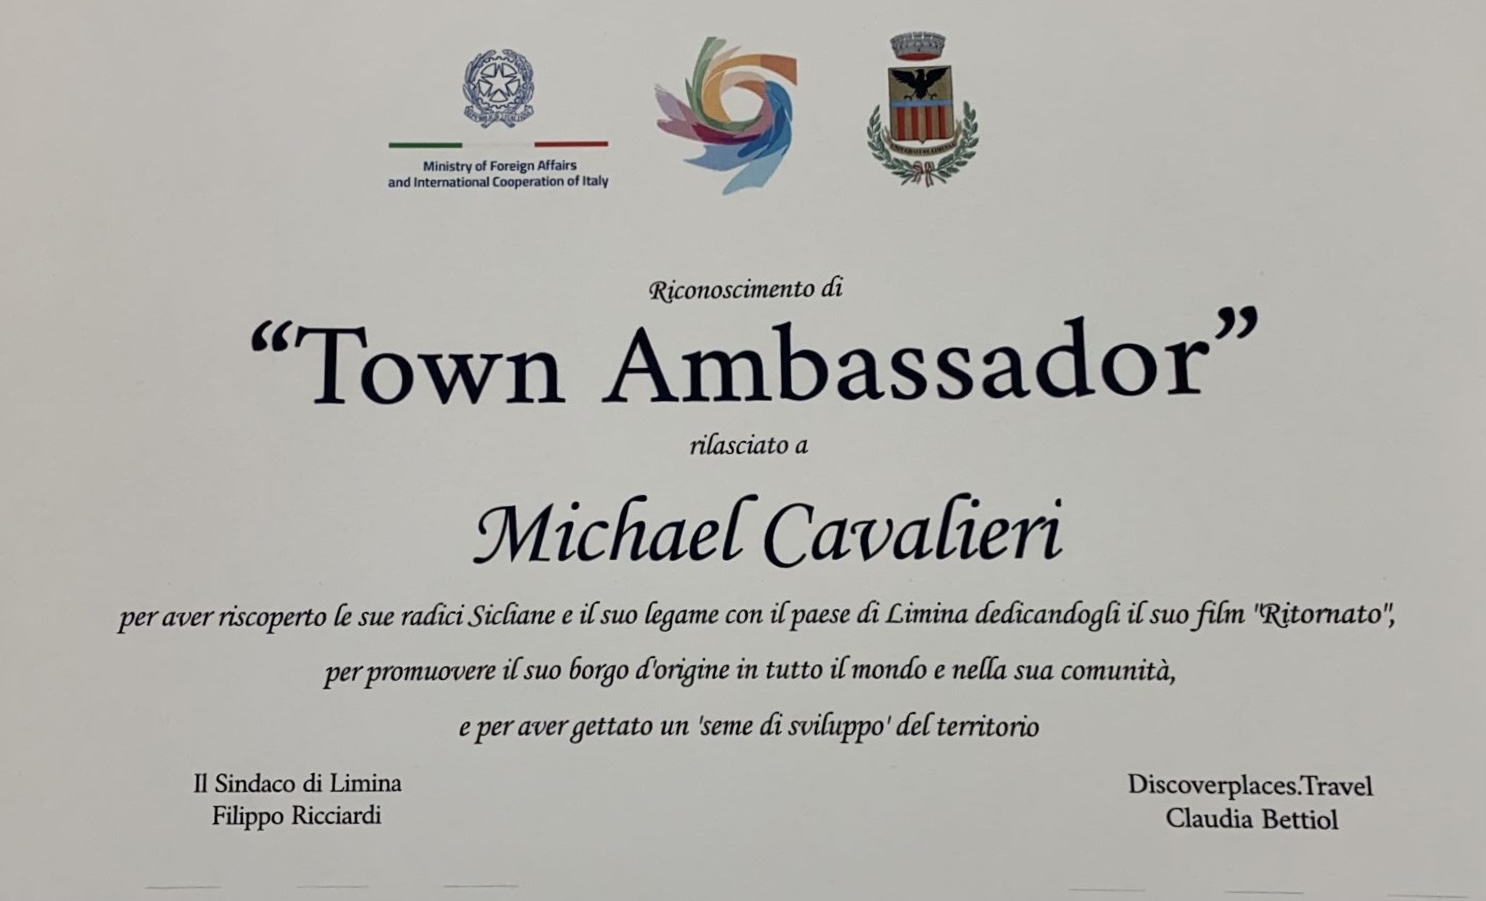 Ministry of Foreign Affairs
and International Cooperation of Italy
Riconoscimento di
“Town Ambassador”
rilasciato a
Michael Cavalieri
per aver riscoperto le sue radici Sicliane e il suo legame con il paese di Limina dedicandogli il suo film "Ritornato",
per promuovere il suo borgo d'origine in tutto il mondo e nella sua comunità,
e per aver gettato un 'seme di sviluppo' del territorio
Il Sindaco di Limina
Filippo Ricciardi
Discoverplaces.Travel
Claudia Bettiol